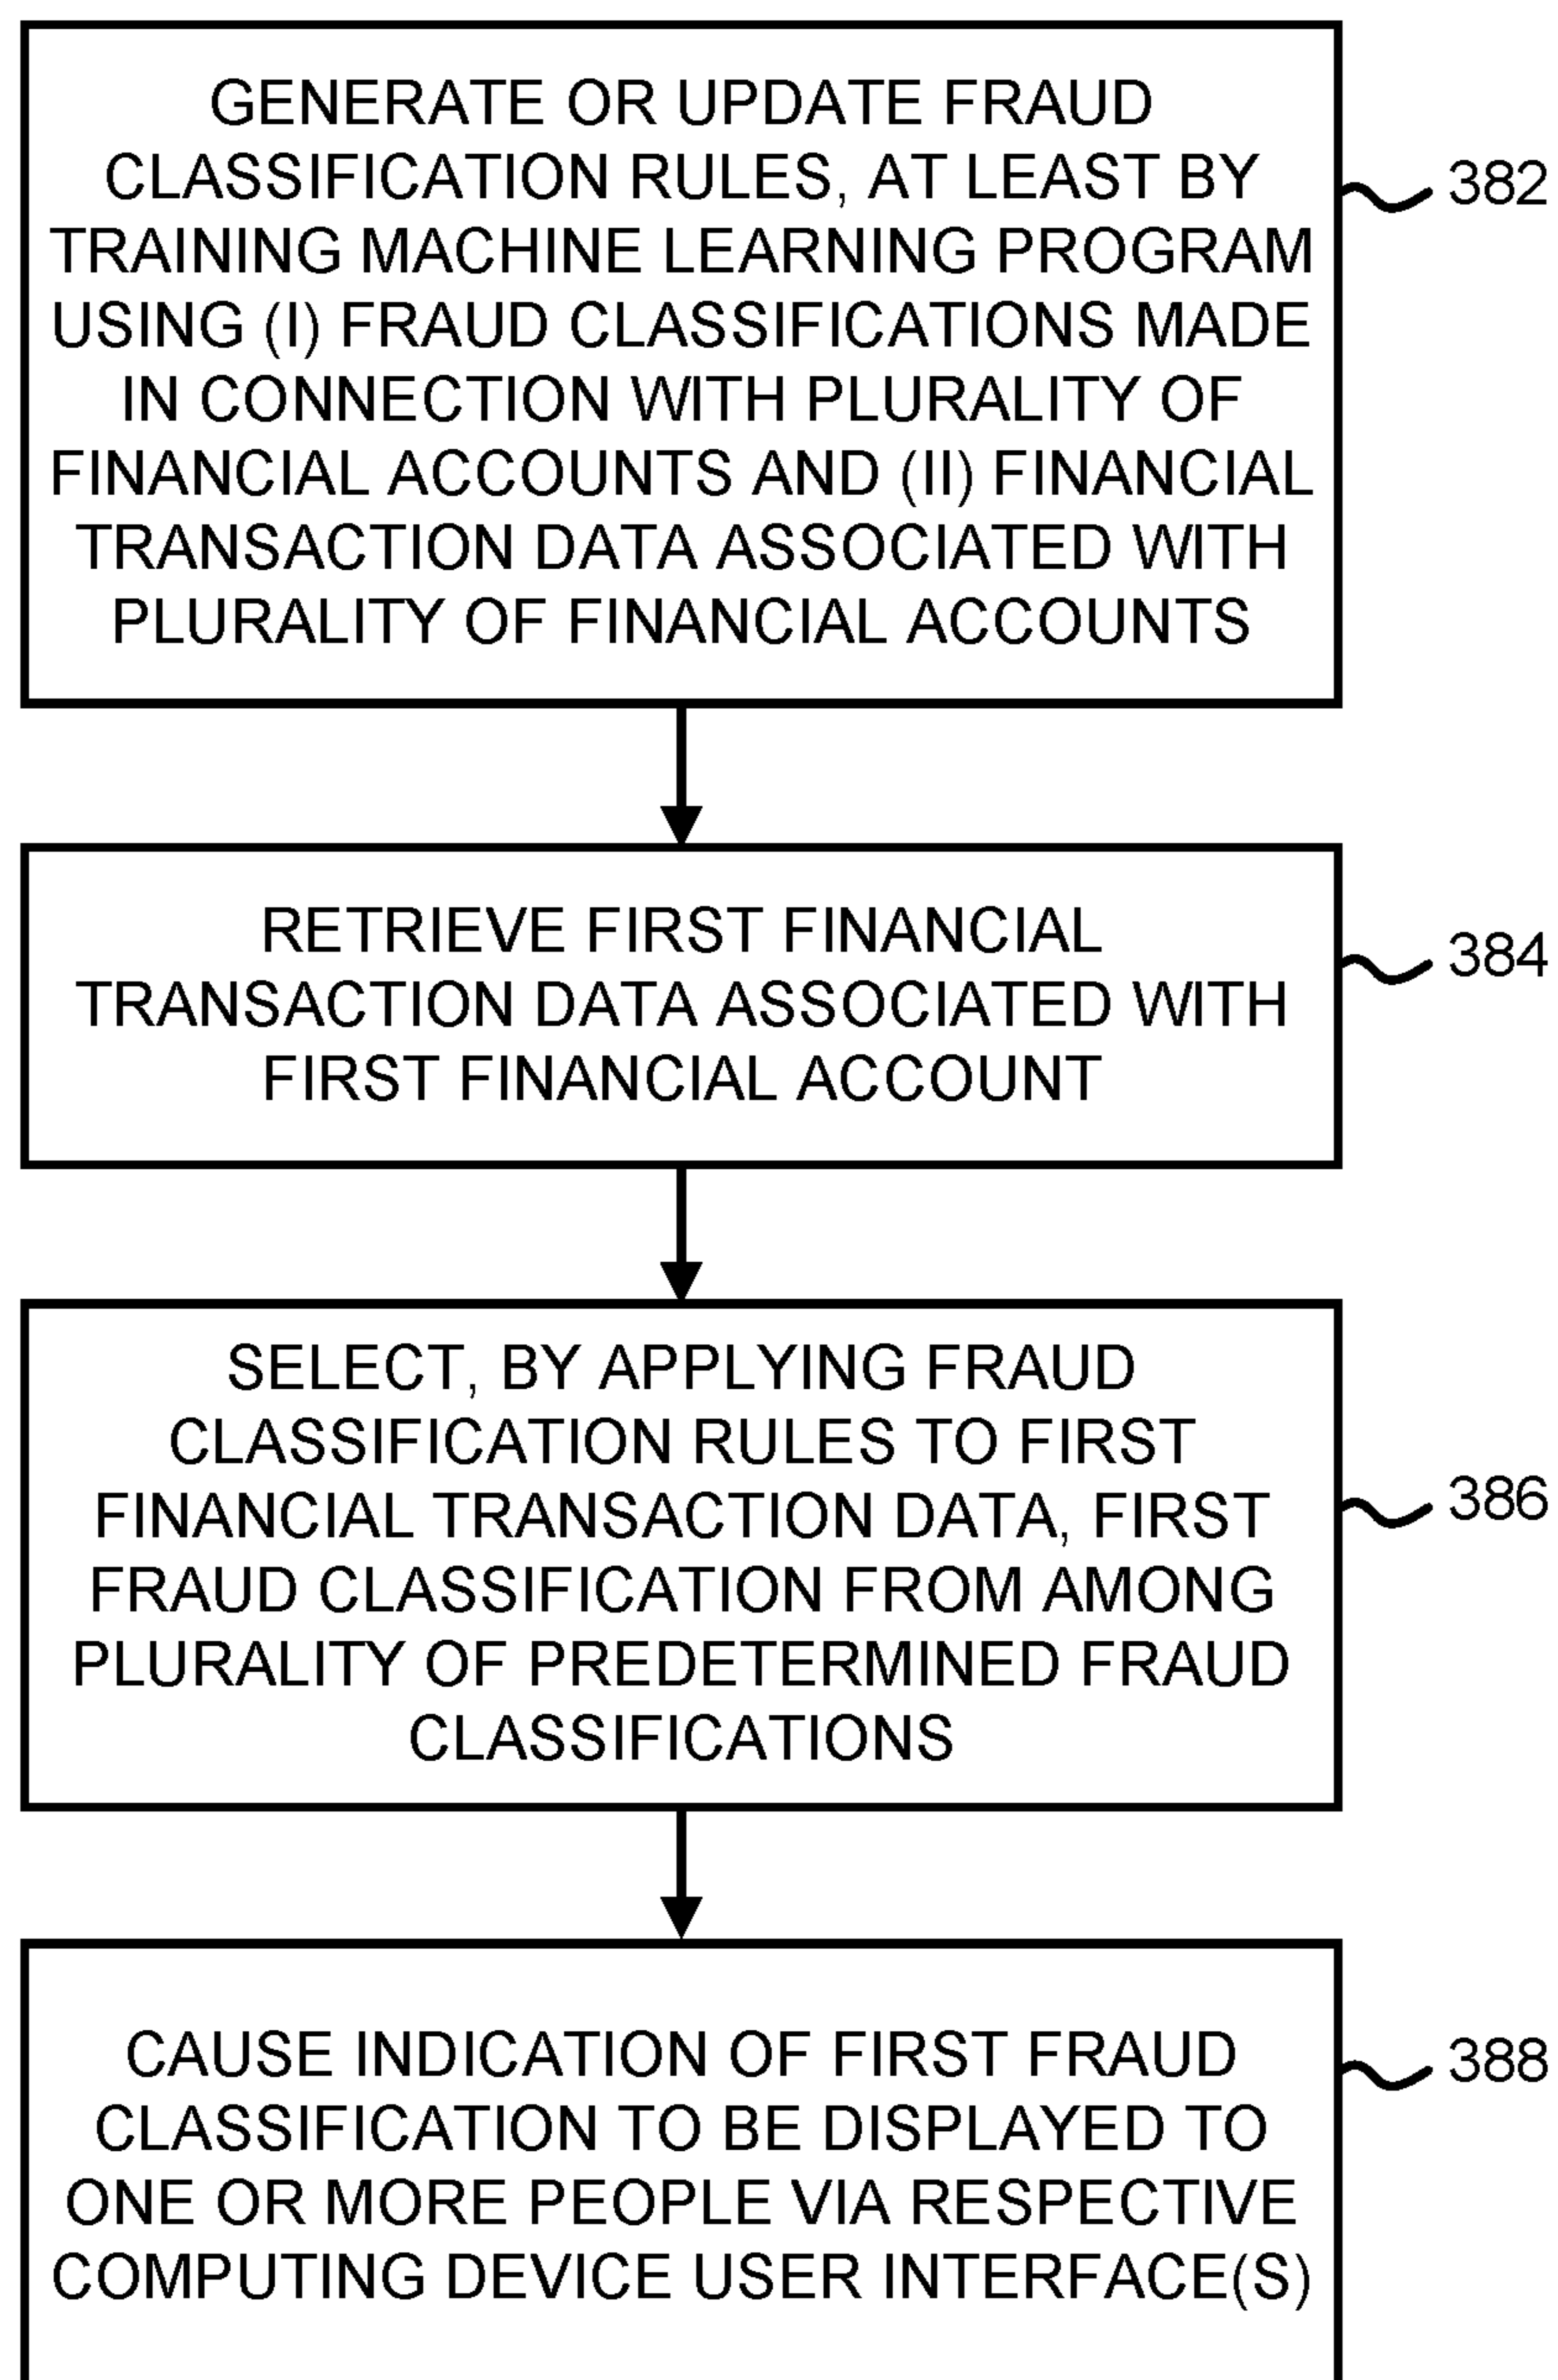 GENERATE OR UPDATE FRAUD
CLASSIFICATION RULES, AT LEAST BY
TRAINING MACHINE LEARNING PROGRAM
USING (I) FRAUD CLASSIFICATIONS MADE
IN CONNECTION WITH PLURALITY OF
FINANCIAL ACCOUNTS AND (II) FINANCIAL
TRANSACTION DATA ASSOCIATED WITH
PLURALITY OF FINANCIAL ACCOUNTS
382
RETRIEVE FIRST FINANCIAL
TRANSACTION DATA ASSOCIATED WITH
FIRST FINANCIAL ACCOUNT
384
SELECT, BY APPLYING FRAUD
CLASSIFICATION RULES TO FIRST
FINANCIAL TRANSACTION DATA, FIRST
FRAUD CLASSIFICATION FROM AMONG
PLURALITY OF PREDETERMINED FRAUD
CLASSIFICATIONS
386
CAUSE INDICATION OF FIRST FRAUD
CLASSIFICATION TO BE DISPLAYED TO
ONE OR MORE PEOPLE VIA RESPECTIVE
COMPUTING DEVICE USER INTERFACE(S)
388